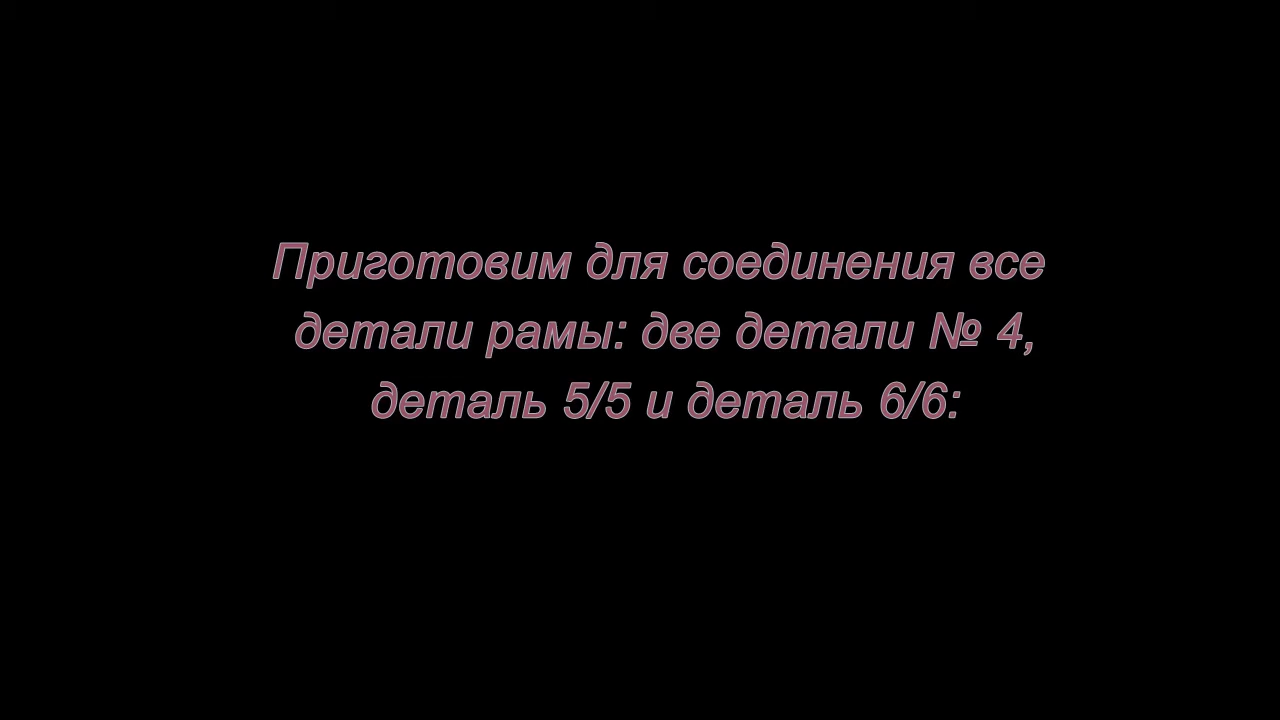 Приготовим для соединения все
детали рамы: две детали № 4,
деталь 5/5 и деталь 6/6: